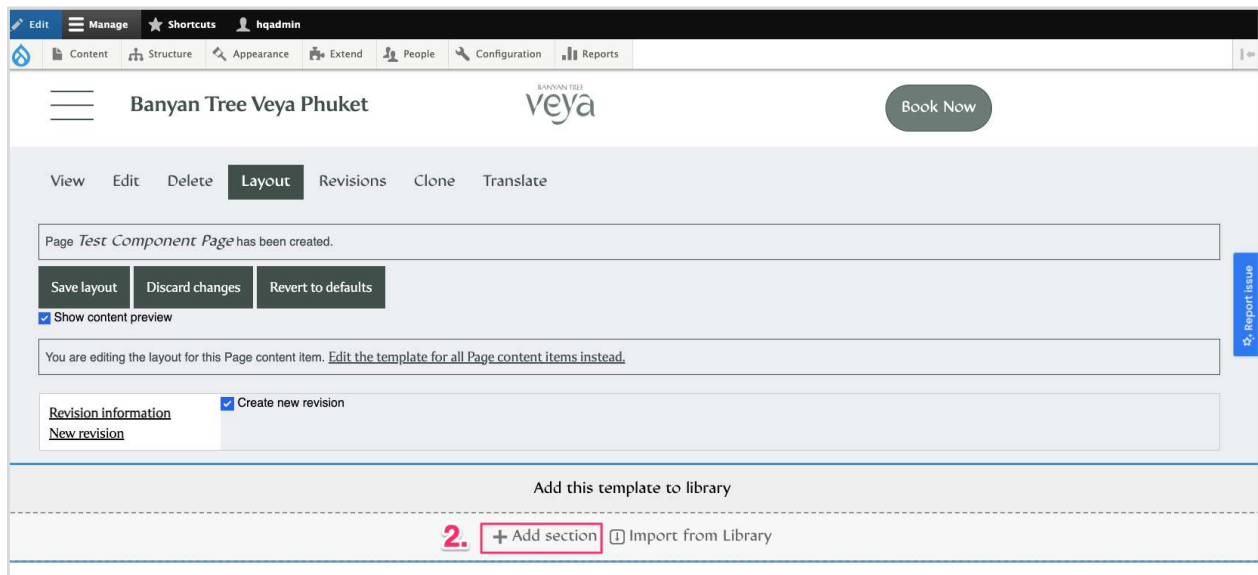 Edit Manage Shortcuts hqadmin
Content Structure Appearance Extend People Configuration Reports
Banyan Tree Veya Phuket
BANYAN TREE
veya
Book Now
View Edit Delete Layout Revisions Clone Translate
Page Test Component Page has been created.
Save layout Discard changes Revert to defaults
Show content preview
Report issue
You are editing the layout for this Page content item. Edit the template for all Page content items instead.
Revision information
New revision
Create new revision
Add this template to library
2. + Add section Import from Library